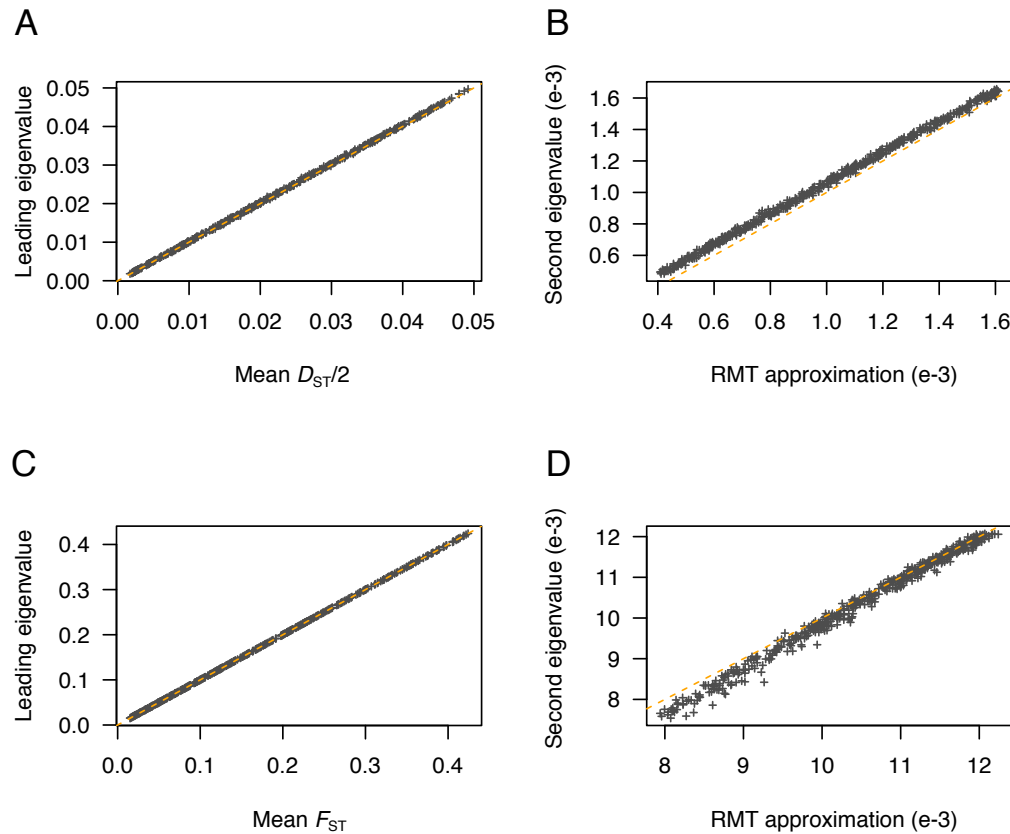 A
Leading eigenvalue
0.05
0.04
0.03
0.02
0.01
0.00
0.00 0.01 0.02 0.03 0.04 0.05
Mean DST/2
B
Second eigenvalue (e-3)
1.6
1.4
1.2
1.0
0.8
0.6
0.4 0.6 0.8 1.0 1.2 1.4 1.6
RMT approximation (e-3)
C
Leading eigenvalue
0.4
0.3
0.2
0.1
0.0
0.0 0.1 0.2 0.3 0.4
Mean FST
D
Second eigenvalue (e-3)
12
11
10
9
8
8 9 10 11 12
RMT approximation (e-3)